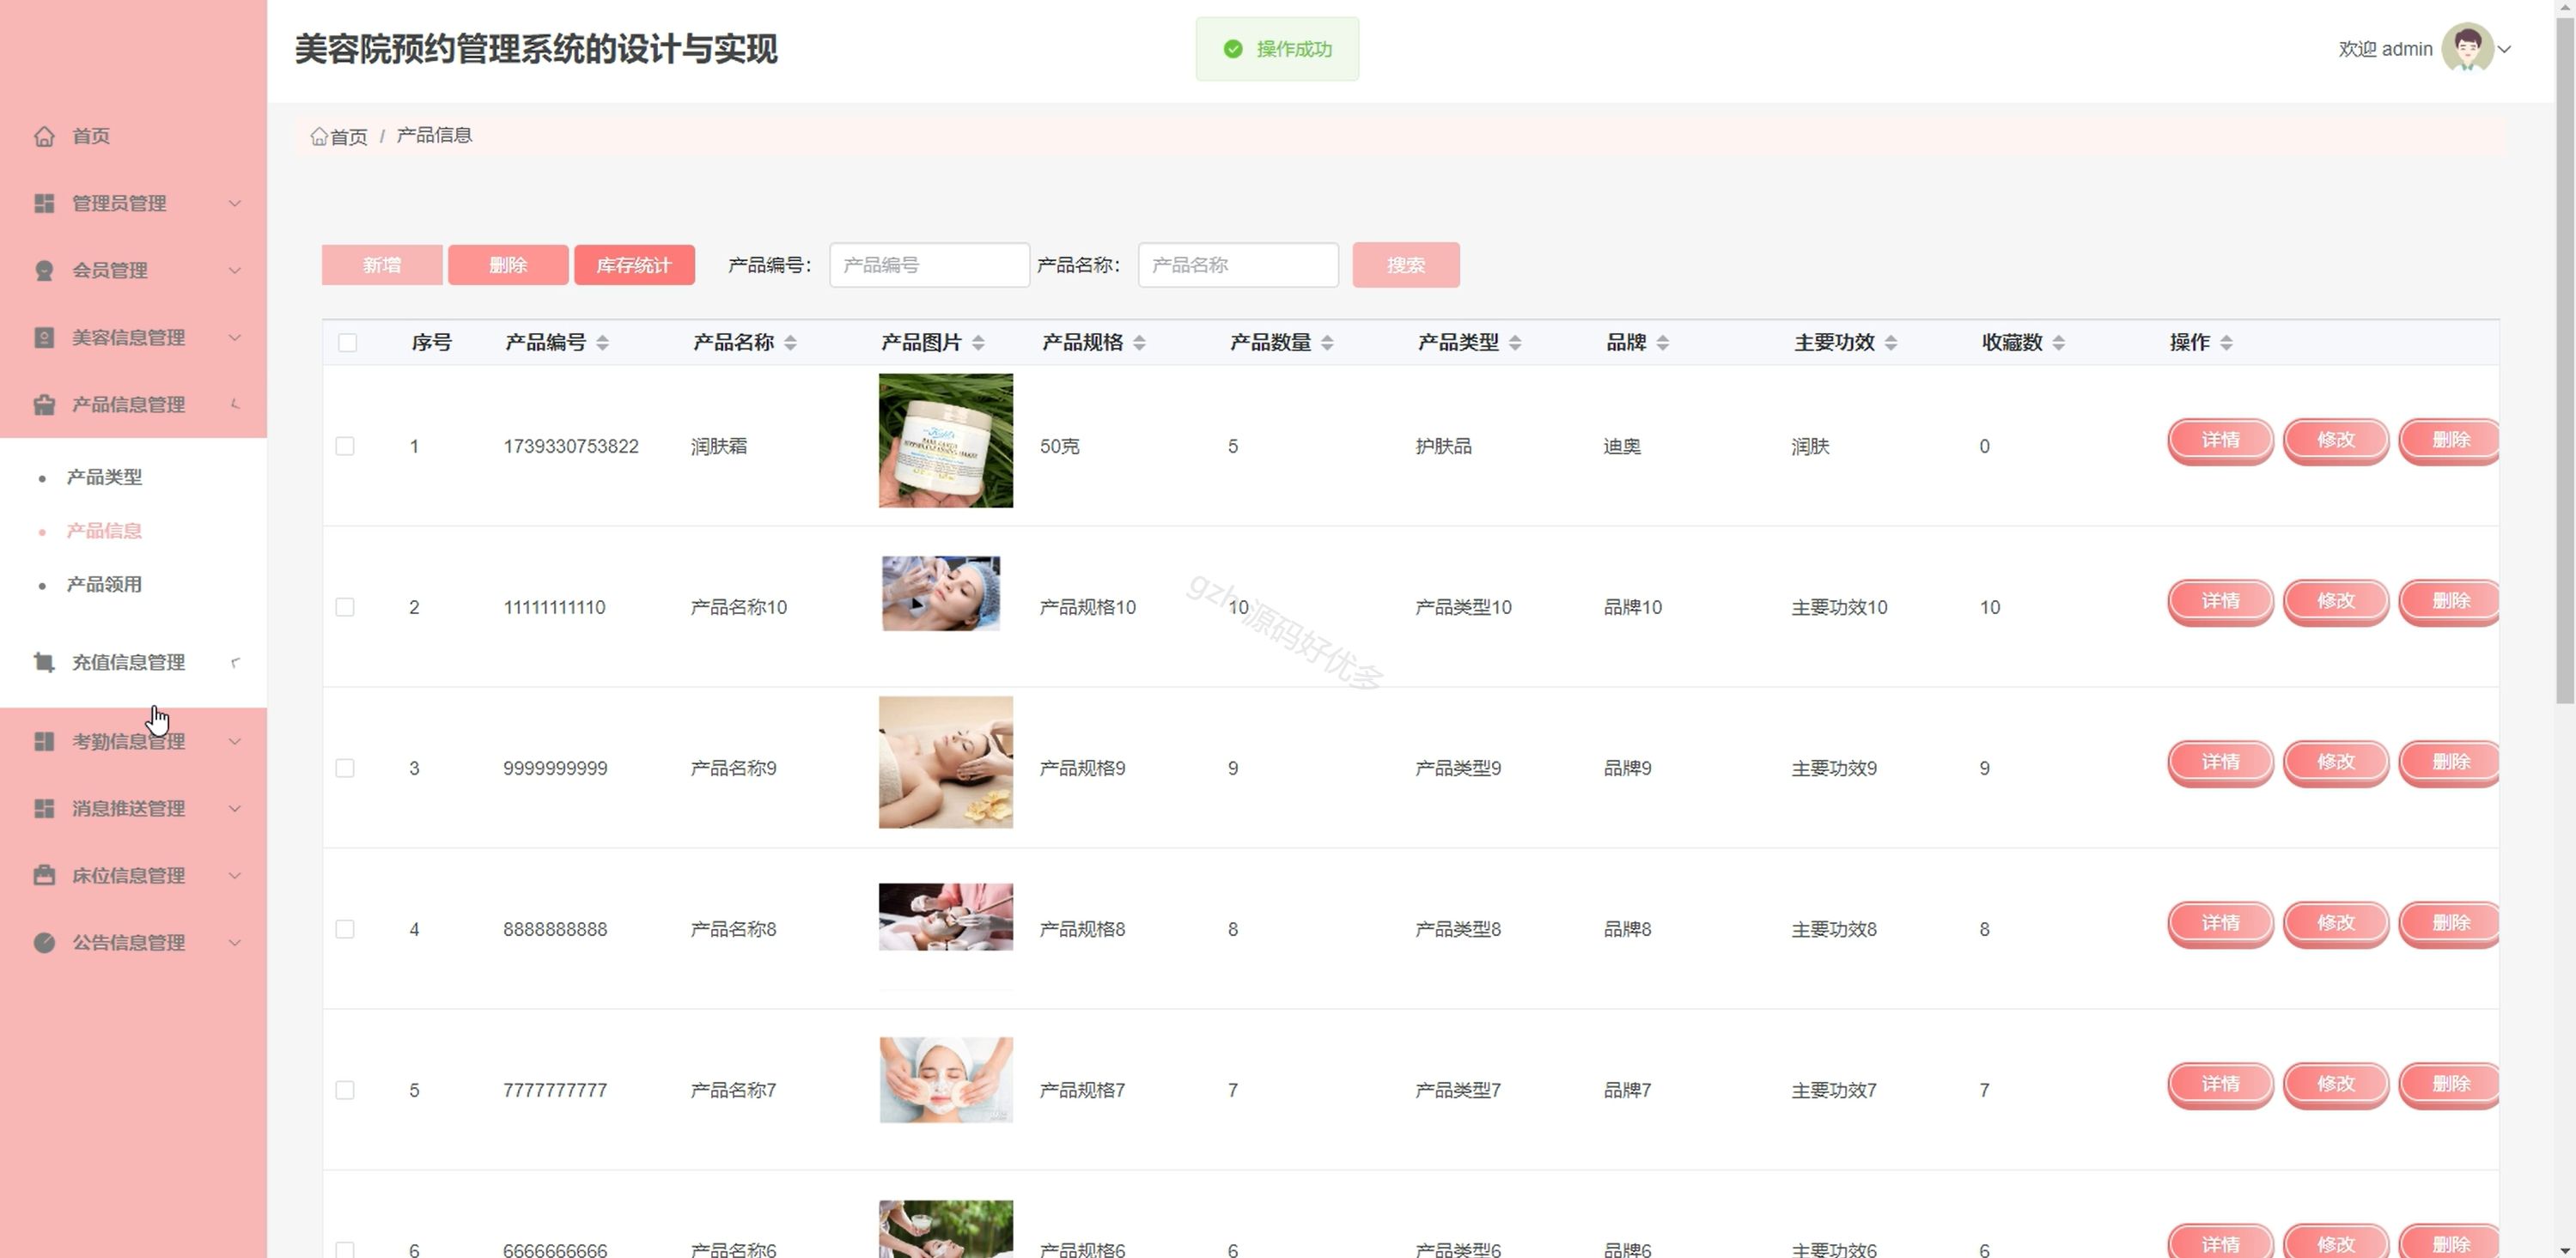 美容院预约管理系统的设计与实现
操作成功
欢迎 admin
首页
管理员管理
会员管理
美容信息管理
产品信息管理
产品类型
产品信息
产品领用
充值信息管理
考勤信息管理
消息推送管理
床位信息管理
公告信息管理
首页 / 产品信息
新增 删除 库存统计 产品编号: 产品编号 产品名称: 产品名称 搜索
序号 产品编号 产品名称 产品图片 产品规格 产品数量 产品类型 品牌 主要功效 收藏数 操作
1 1739330753822 润肤霜 50克 5 护肤品 迪奥 润肤 0 详情 修改 删除
Kiehl's
2 11111111110 产品名称10 产品规格10 10 产品类型10 品牌10 主要功效10 10 详情 修改 删除
3 9999999999 产品名称9 产品规格9 9 产品类型9 品牌9 主要功效9 9 详情 修改 删除
4 8888888888 产品名称8 产品规格8 8 产品类型8 品牌8 主要功效8 8 详情 修改 删除
5 7777777777 产品名称7 产品规格7 7 产品类型7 品牌7 主要功效7 7 详情 修改 删除
6 6666666666 产品名称6 产品规格6 6 产品类型6 品牌6 主要功效6 6 详情 修改 删除
源码好优多